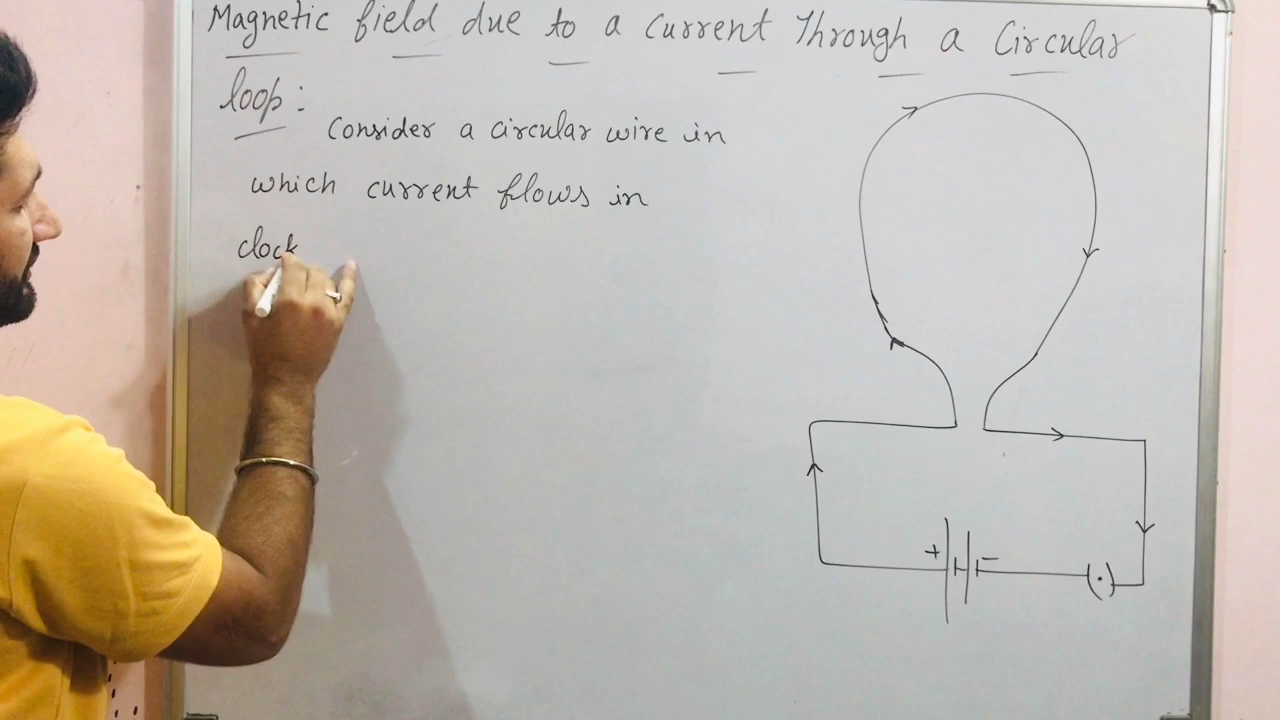 Magnetic field due to a current Through a Circular
loop :
Consider a circular wire in
which current flows in
clock
+ -
(.)